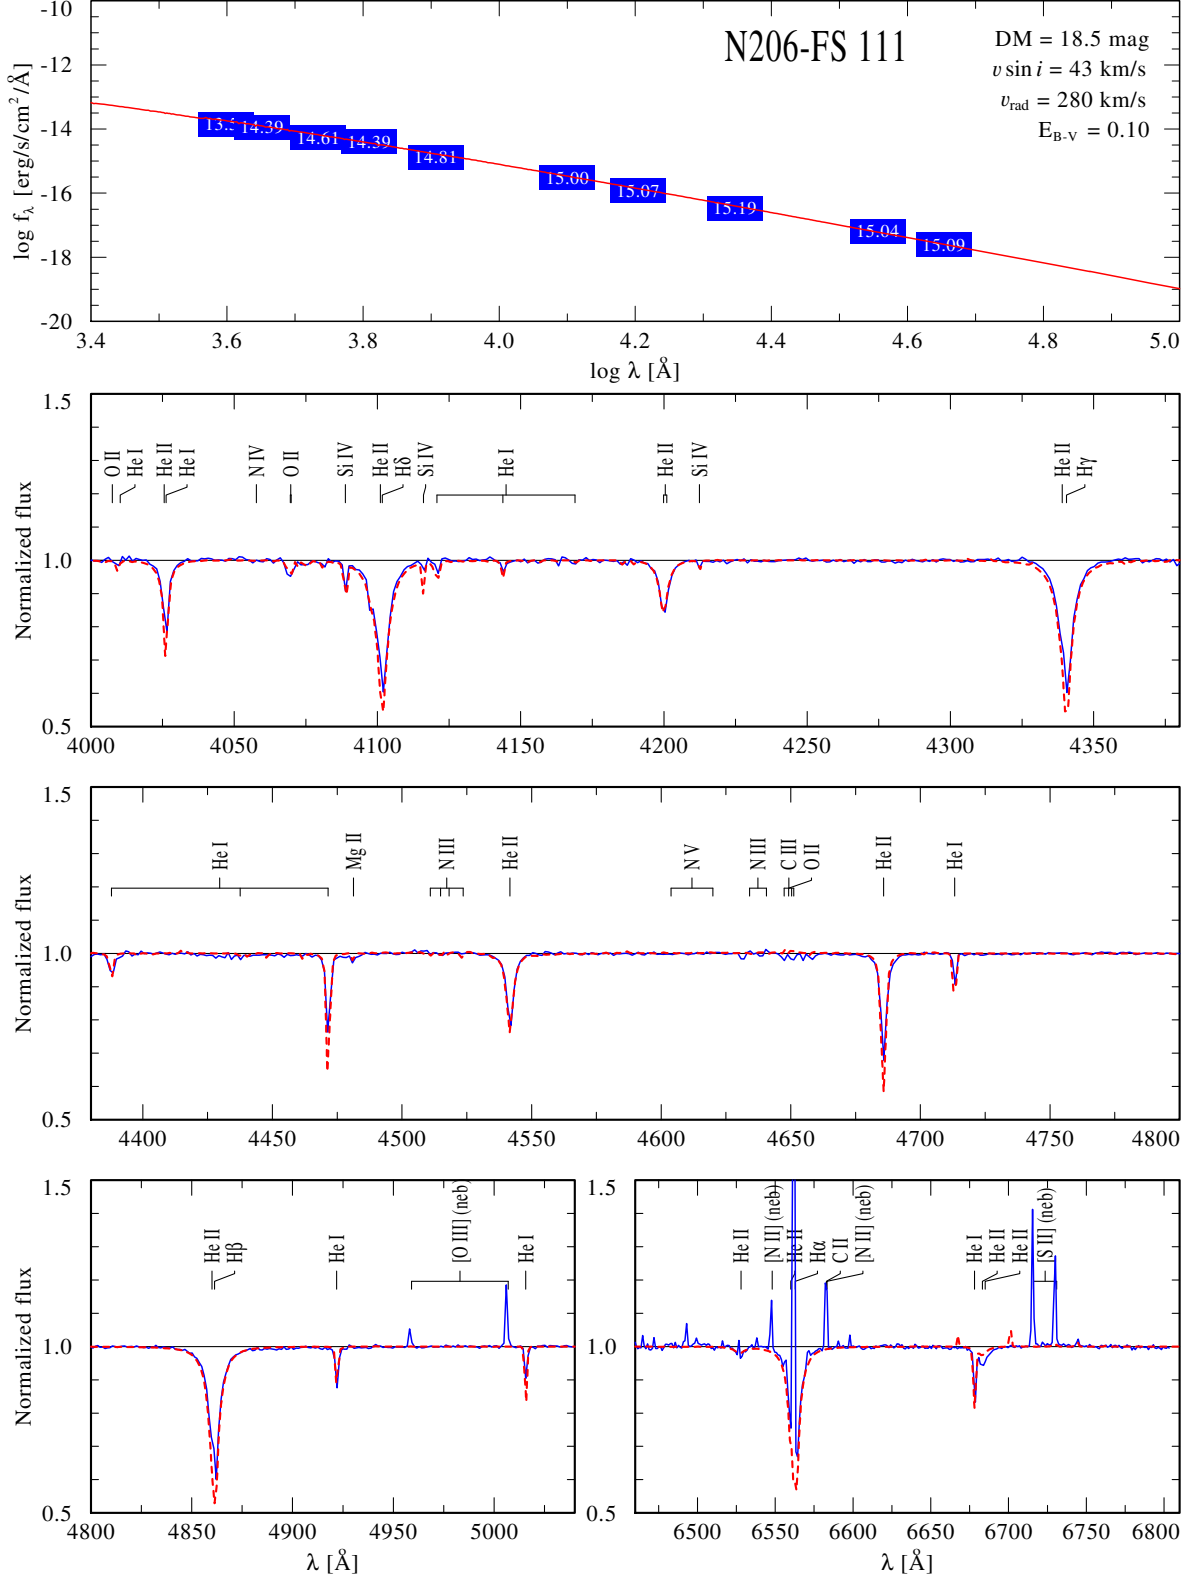 N206-FS 111
DM = 18.5 mag
v sin i = 43 km/s
v_rad = 280 km/s
E_B-V = 0.10
log f_λ [erg/s/cm²/Å]
-10
-12
-14
-16
-18
-20
14.39 14.61 14.39 14.81 15.00 15.07 15.19 15.04 15.09
3.4 3.6 3.8 4.0 4.2 4.4 4.6 4.8 5.0
log λ [Å]
Normalized flux
1.5
1.0
0.5
O II He I He II He I N IV O II Si IV He II Hδ Si IV He I He II Si IV He II Hγ
4000 4050 4100 4150 4200 4250 4300 4350
Normalized flux
1.5
1.0
0.5
He I Mg II N III He II N V N III C III O II He II He I
4400 4450 4500 4550 4600 4650 4700 4750 4800
Normalized flux
1.5
1.0
0.5
He II Hβ He I [O III] (neb) He I
4800 4850 4900 4950 5000
λ [Å]
1.5
1.0
0.5
He II [N II] (neb) He II Hα C II [N II] (neb) He I He II He II [S II] (neb)
6500 6550 6600 6650 6700 6750 6800
λ [Å]